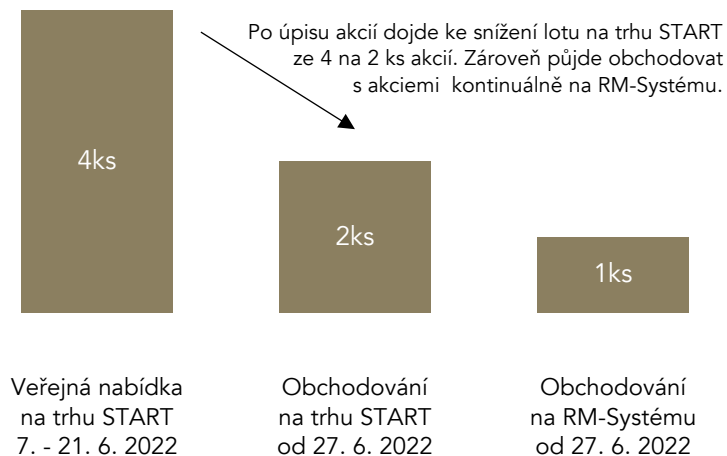 Po úpisu akcií dojde ke snížení lotu na trhu START
ze 4 na 2 ks akcií. Zároveň půjde obchodovat
s akciemi  kontinuálně na RM-Systému.
4ks
2ks
1ks
Veřejná nabídka
na trhu START
7. - 21. 6. 2022
Obchodování
na trhu START
od 27. 6. 2022
Obchodování
na RM-Systému
od 27. 6. 2022